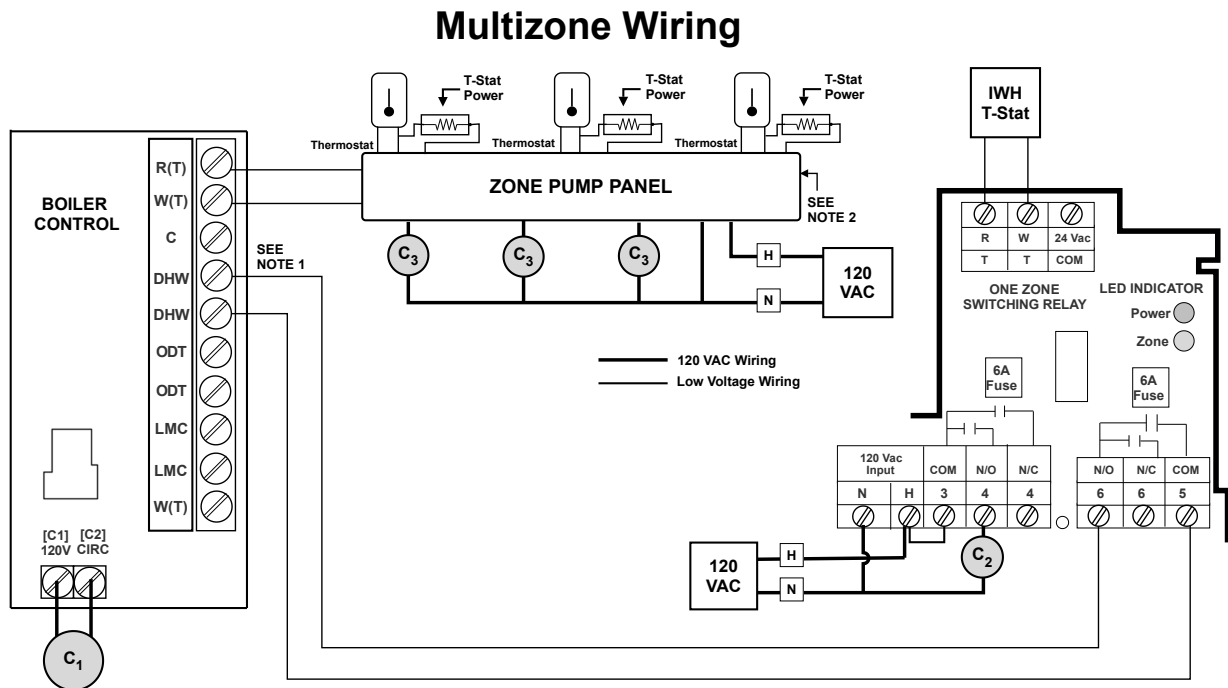 Multizone Wiring
T-Stat
Power
T-Stat
Power
T-Stat
Power
Thermostat
Thermostat
Thermostat
ZONE PUMP PANEL
SEE
NOTE 2
C3
C3
C3
H
N
120
VAC
120 VAC Wiring
Low Voltage Wiring
BOILER
CONTROL
R(T)
W(T)
C
DHW
DHW
ODT
ODT
LMC
LMC
W(T)
SEE
NOTE 1
[C1] [C2]
120V CIRC
C1
IWH
T-Stat
R W 24 Vac
T T COM
ONE ZONE
SWITCHING RELAY
LED INDICATOR
Power
Zone
6A
Fuse
6A
Fuse
120 Vac
Input
COM N/O N/C
N H 3 4 4
N/O N/C COM
6 6 5
120
VAC
H
N
C2